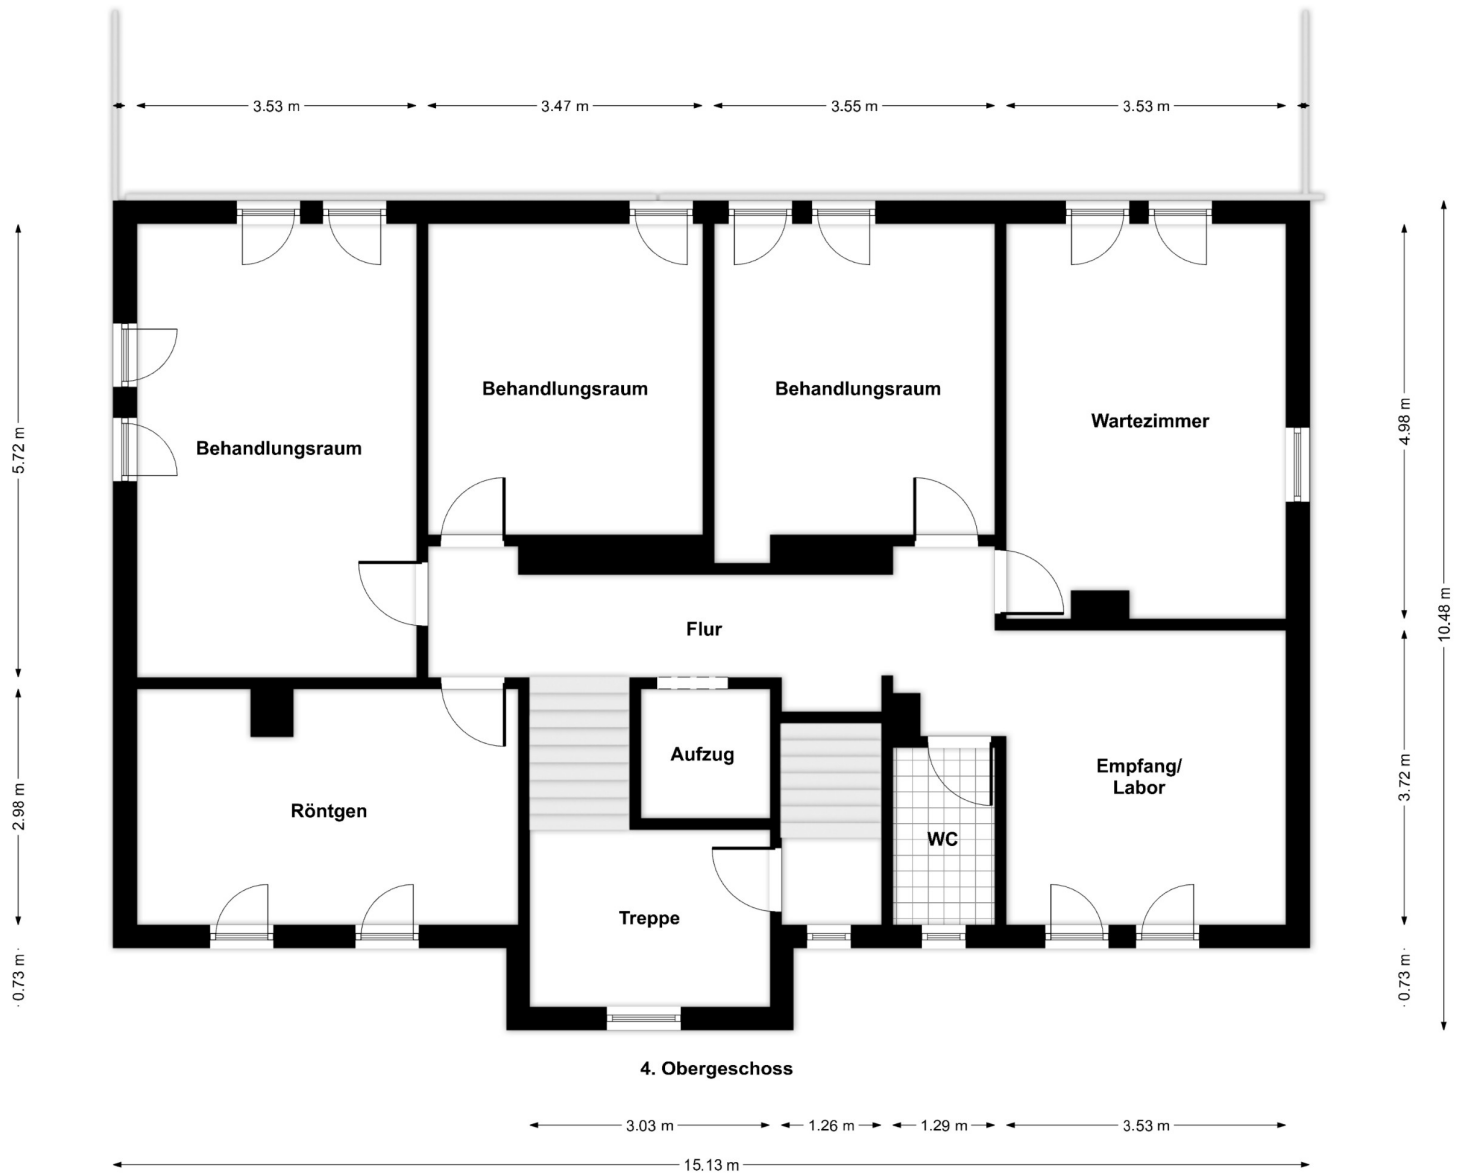 3.53 m
3.47 m
3.55 m
3.53 m
5.72 m
4.98 m
10.48 m
Behandlungsraum
Behandlungsraum
Behandlungsraum
Wartezimmer
Flur
Aufzug
Röntgen
Empfang/
Labor
WC
Treppe
2.98 m
3.72 m
0.73 m
0.73 m
4. Obergeschoss
3.03 m
1.26 m
1.29 m
3.53 m
15.13 m